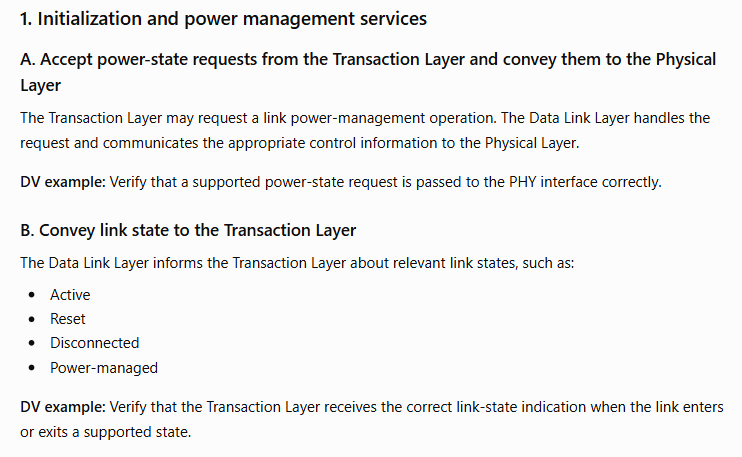 1. Initialization and power management services
A. Accept power-state requests from the Transaction Layer and convey them to the Physical
Layer
The Transaction Layer may request a link power-management operation. The Data Link Layer handles the
request and communicates the appropriate control information to the Physical Layer.
DV example: Verify that a supported power-state request is passed to the PHY interface correctly.
B. Convey link state to the Transaction Layer
The Data Link Layer informs the Transaction Layer about relevant link states, such as:
• Active
• Reset
• Disconnected
• Power-managed
DV example: Verify that the Transaction Layer receives the correct link-state indication when the link enters
or exits a supported state.